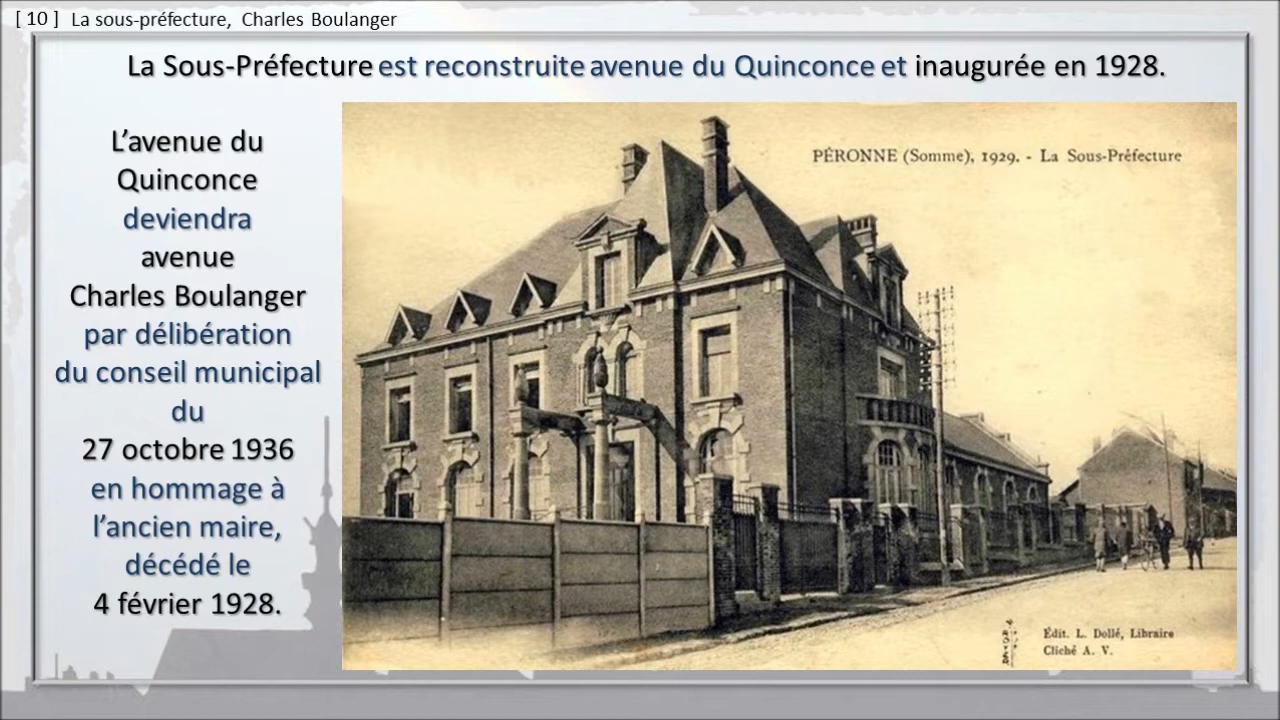 [ 10 ] La sous-préfecture, Charles Boulanger
La Sous-Préfecture est reconstruite avenue du Quinconce et inaugurée en 1928.
L’avenue du
Quinconce
deviendra
avenue
Charles Boulanger
par délibération
du conseil municipal
du
27 octobre 1936
en hommage à
l’ancien maire,
décédé le
4 février 1928.
PÉRONNE (Somme), 1929. - La Sous-Préfecture
Édit. L. Dollé, Libraire
Cliché A. V.